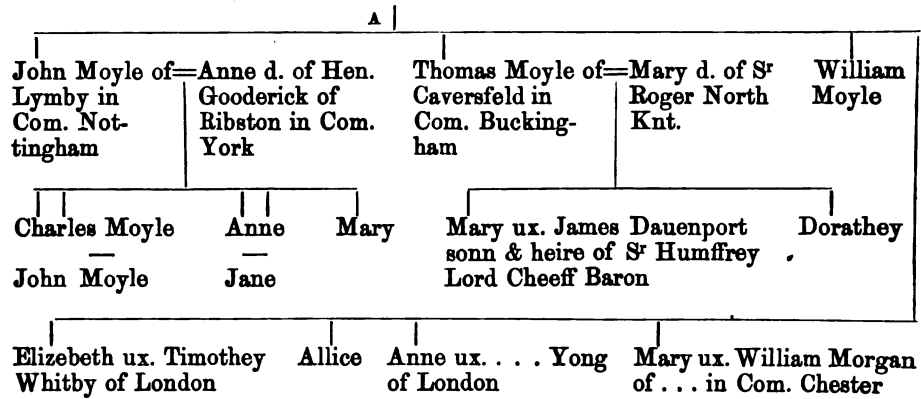 A
John Moyle of=Anne d. of Hen.
Lymby in Gooderick of
Com. Not- Ribston in Com.
tingham York
Thomas Moyle of=Mary d. of Sr
Caversfeld in Roger North
Com. Bucking- Knt.
ham
William
Moyle
Charles Moyle
—
John Moyle
Anne
—
Jane
Mary
Mary ux. James Dauenport
sonn & heire of Sr Humffrey
Lord Cheeff Baron
Dorathey
Elizebeth ux. Timothey
Whitby of London
Allice
Anne ux. . . . Yong
of London
Mary ux. William Morgan
of . . . in Com. Chester